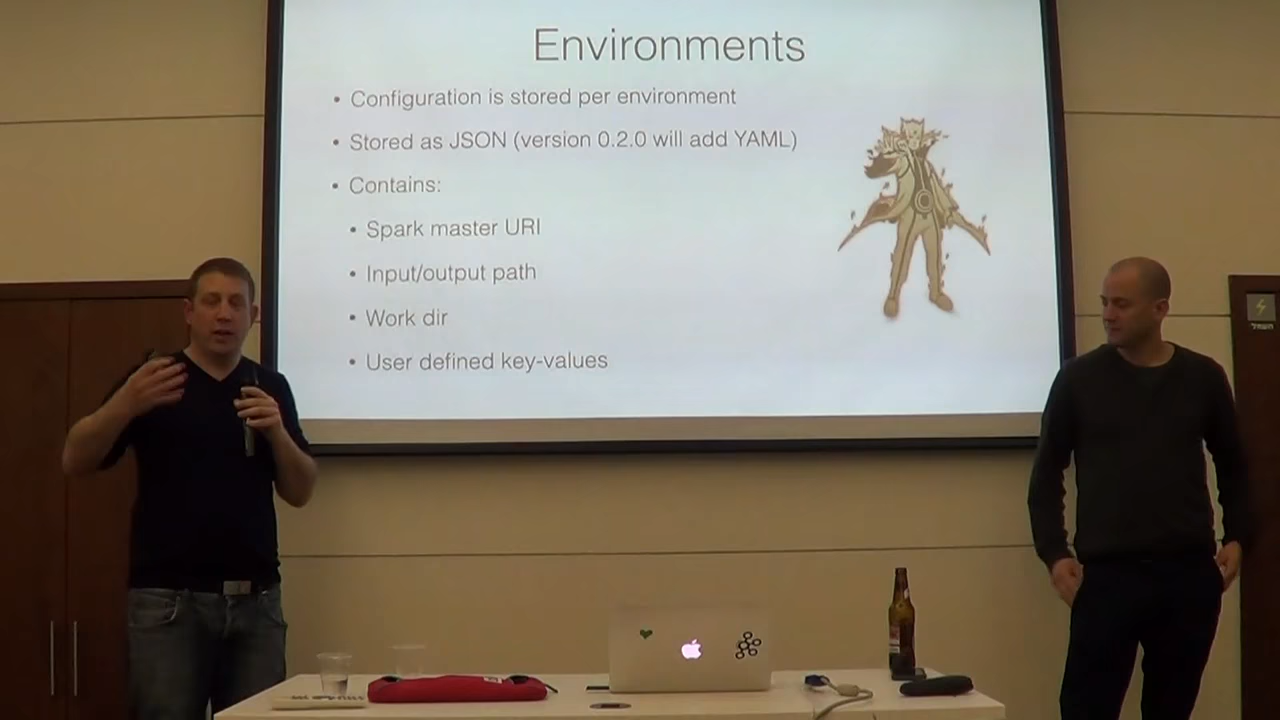 Environments
• Configuration is stored per environment
• Stored as JSON (version 0.2.0 will add YAML)
• Contains:
• Spark master URI
• Input/output path
• Work dir
• User defined key-values
חשמל